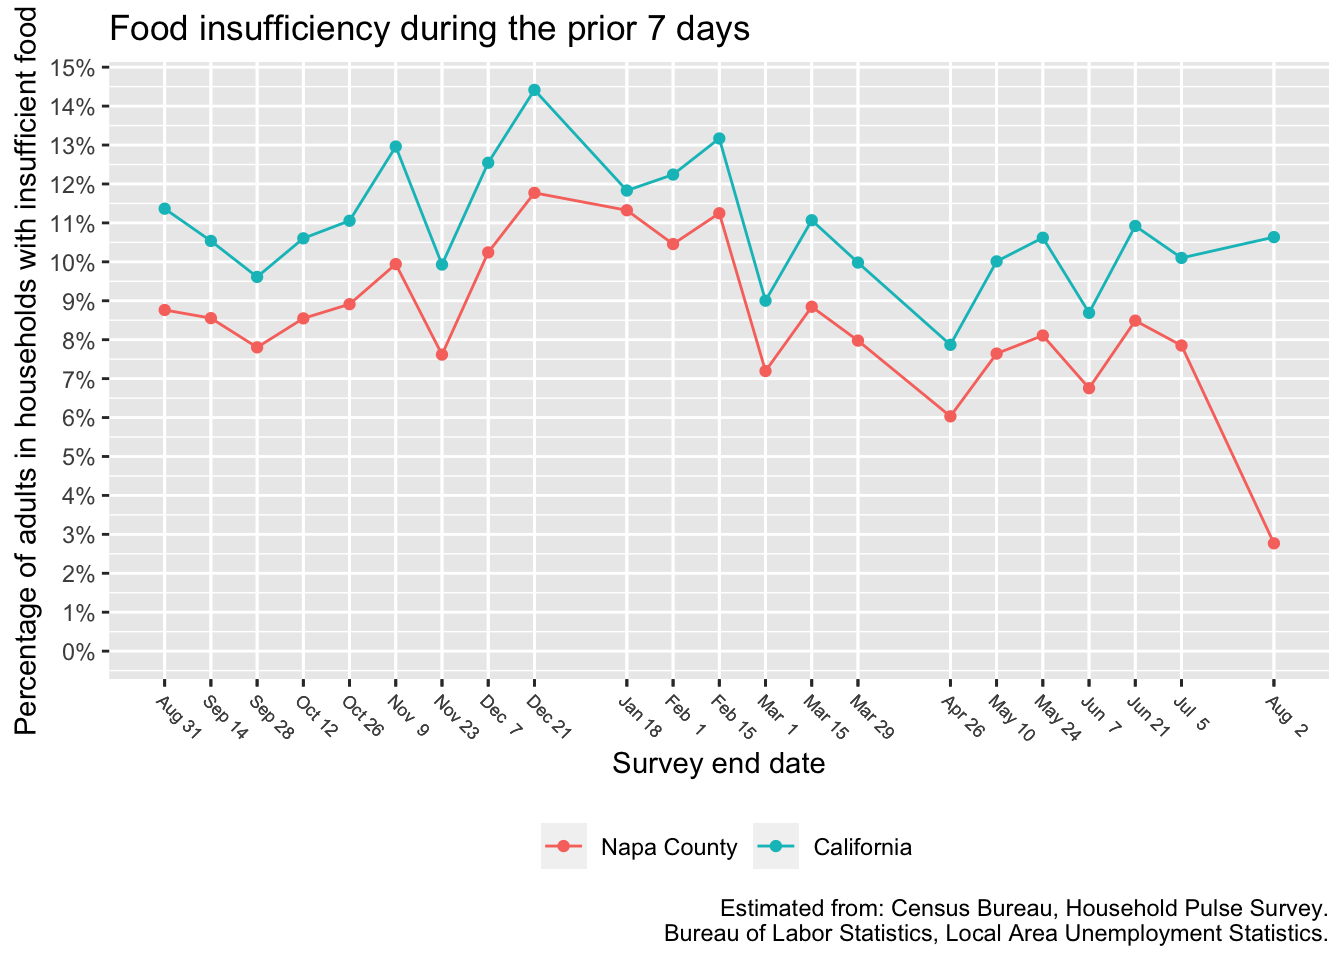 Food insufficiency during the prior 7 days
Percentage of adults in households with insufficient food
15%
14%
13%
12%
11%
10%
9%
8%
7%
6%
5%
4%
3%
2%
1%
0%
Aug 31
Sep 14
Sep 28
Oct 12
Oct 26
Nov 9
Nov 23
Dec 7
Dec 21
Jan 18
Feb 1
Feb 15
Mar 1
Mar 15
Mar 29
Apr 26
May 10
May 24
Jun 7
Jun 21
Jul 5
Aug 2
Survey end date
Napa County
California
Estimated from: Census Bureau, Household Pulse Survey.
Bureau of Labor Statistics, Local Area Unemployment Statistics.